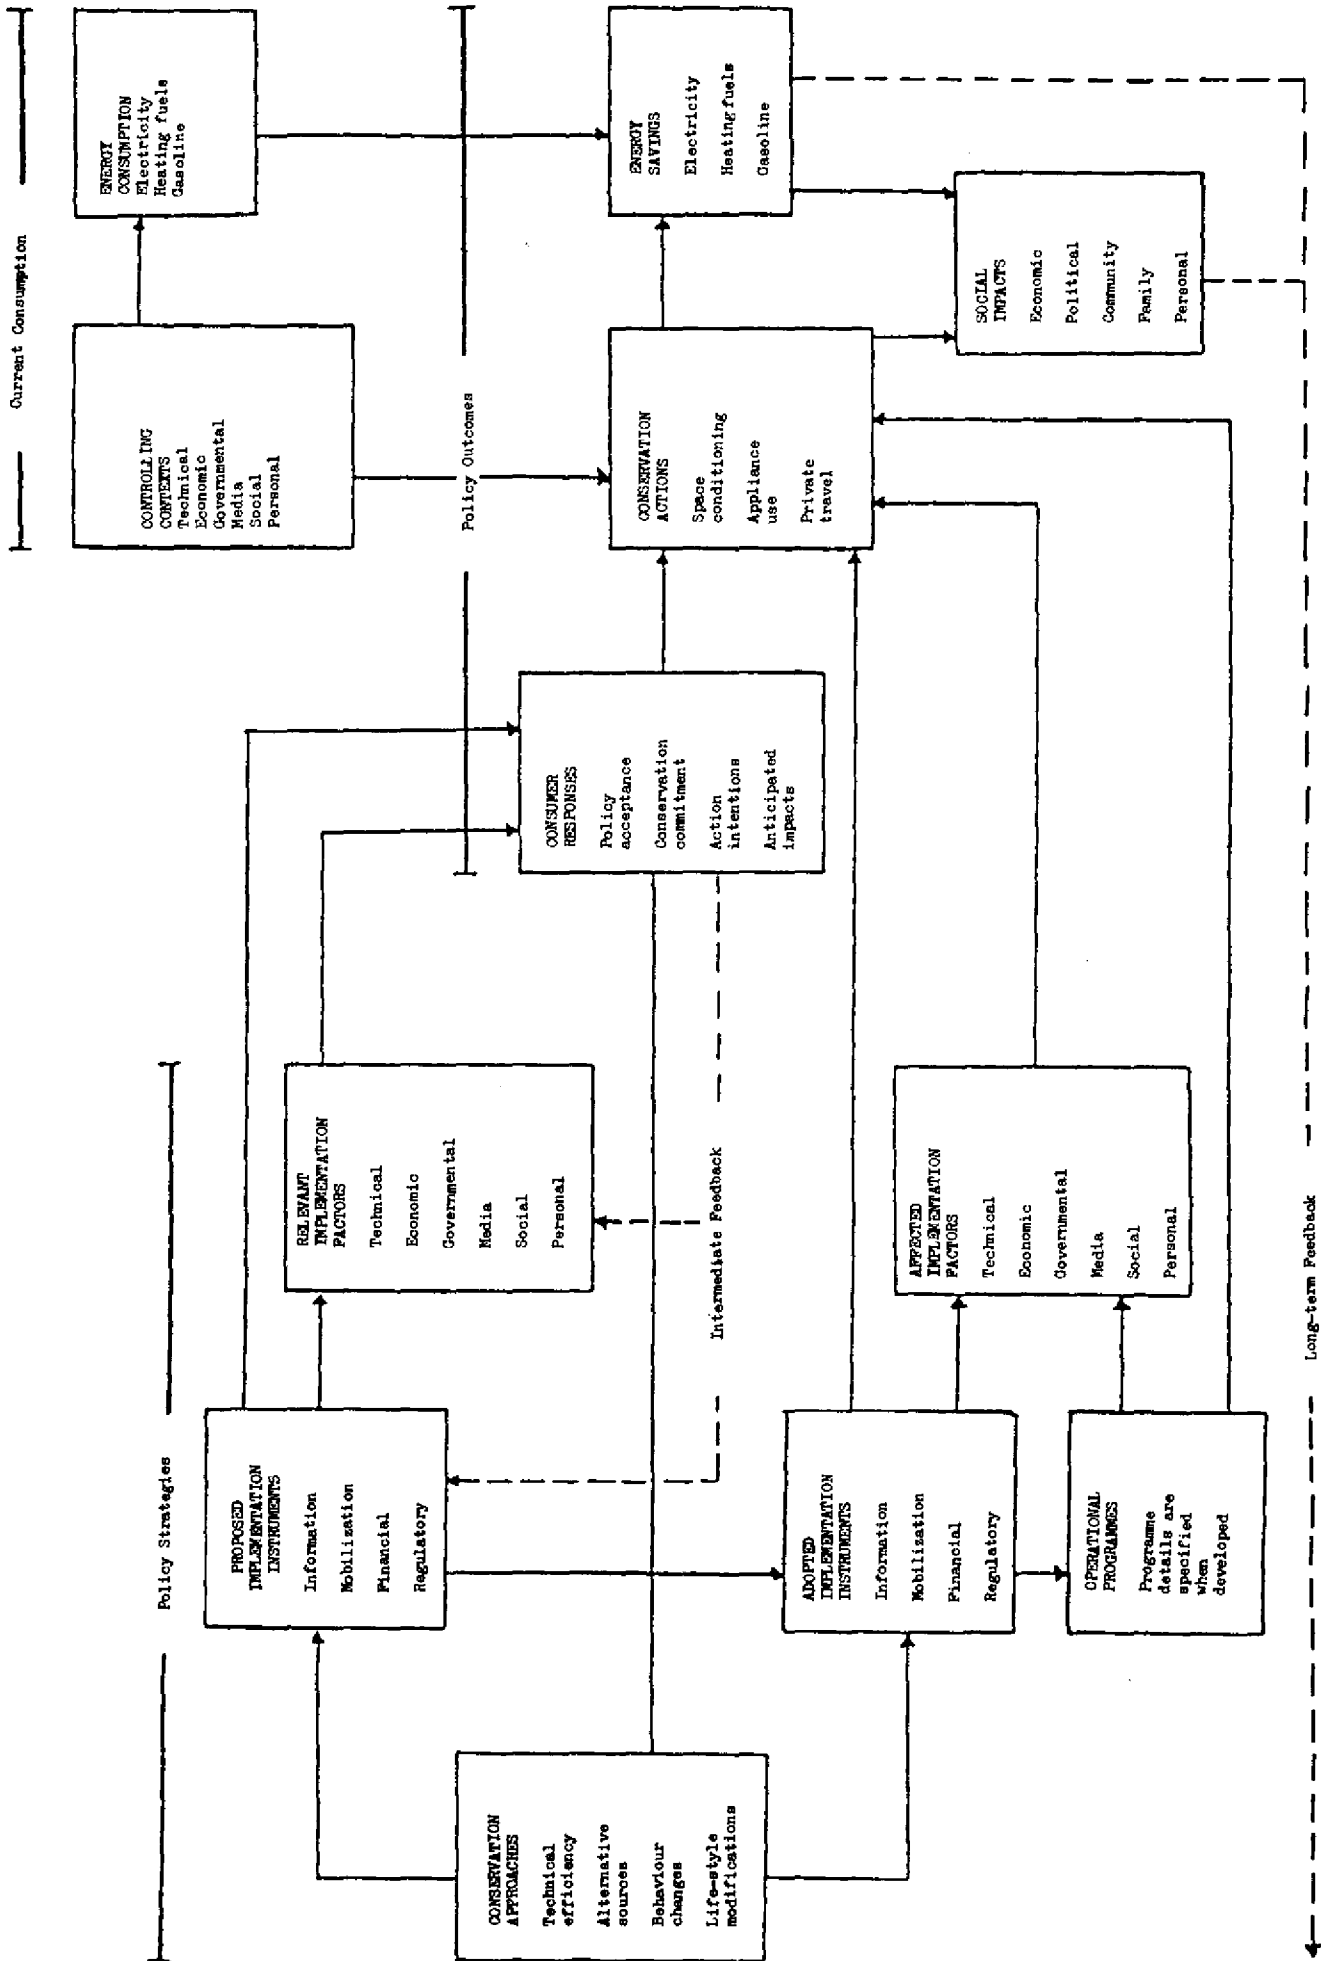 Current Consumption
CONTROLLING
CONTEXTS
Technical
Economic
Governmental
Media
Social
Personal
ENERGY
CONSUMPTION
Electricity
Heating fuels
Gasoline
Policy Strategies
Policy Outcomes
PROPOSED
IMPLEMENTATION
INSTRUMENTS
Information
Mobilization
Financial
Regulatory
RELEVANT
IMPLEMENTATION
FACTORS
Technical
Economic
Governmental
Media
Social
Personal
CONSERVATION
APPROACHES
Technical
efficiency
Alternative
sources
Behaviour
changes
Life-style
modifications
CONSUMER
RESPONSES
Policy
acceptance
Conservation
commitment
Action
intentions
Anticipated
impacts
CONSERVATION
ACTIONS
Space
conditioning
Appliance
use
Private
travel
ENERGY
SAVINGS
Electricity
Heating fuels
Gasoline
Intermediate Feedback
ADOPTED
IMPLEMENTATION
INSTRUMENTS
Information
Mobilization
Financial
Regulatory
AFFECTED
IMPLEMENTATION
FACTORS
Technical
Economic
Governmental
Media
Social
Personal
SOCIAL
IMPACTS
Economic
Political
Community
Family
Personal
OPERATIONAL
PROGRAMMES
Programme
details are
specified
when
developed
Long-term Feedback